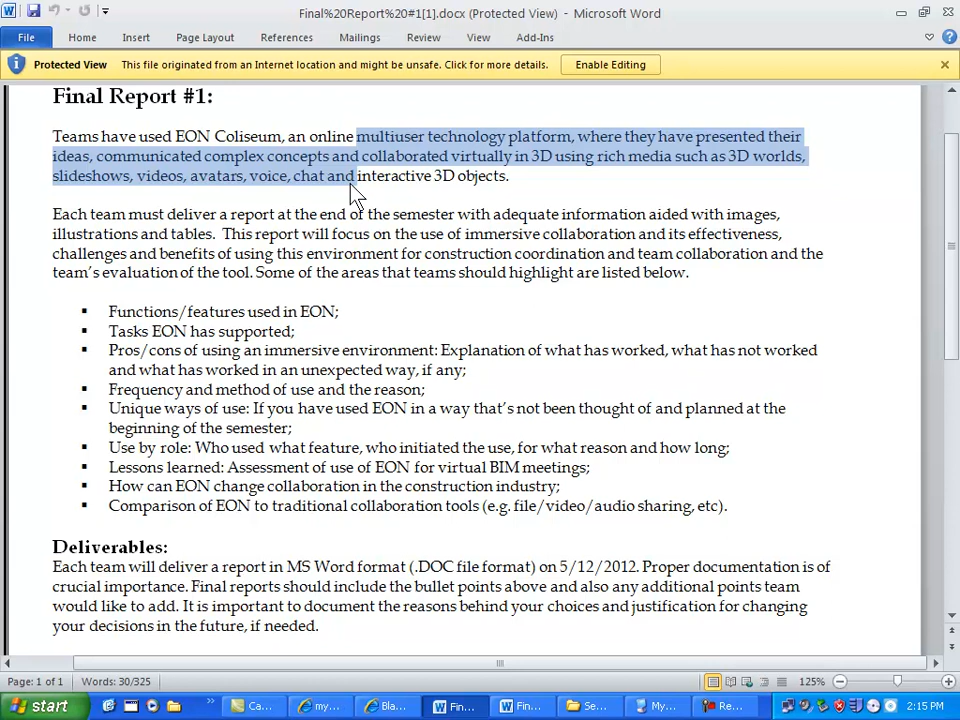 Final%20Report%20#1[1].docx (Protected View) - Microsoft Word
File Home Insert Page Layout References Mailings Review View Add-Ins
Protected View This file originated from an Internet location and might be unsafe. Click for more details. Enable Editing
Final Report #1:
Teams have used EON Coliseum, an online multiuser technology platform, where they have presented their
ideas, communicated complex concepts and collaborated virtually in 3D using rich media such as 3D worlds,
slideshows, videos, avatars, voice, chat and interactive 3D objects.
Each team must deliver a report at the end of the semester with adequate information aided with images,
illustrations and tables. This report will focus on the use of immersive collaboration and its effectiveness,
challenges and benefits of using this environment for construction coordination and team collaboration and the
team's evaluation of the tool. Some of the areas that teams should highlight are listed below.
▪ Functions/features used in EON;
▪ Tasks EON has supported;
▪ Pros/cons of using an immersive environment: Explanation of what has worked, what has not worked
and what has worked in an unexpected way, if any;
▪ Frequency and method of use and the reason;
▪ Unique ways of use: If you have used EON in a way that's not been thought of and planned at the
beginning of the semester;
▪ Use by role: Who used what feature, who initiated the use, for what reason and how long;
▪ Lessons learned: Assessment of use of EON for virtual BIM meetings;
▪ How can EON change collaboration in the construction industry;
▪ Comparison of EON to traditional collaboration tools (e.g. file/video/audio sharing, etc).
Deliverables:
Each team will deliver a report in MS Word format (.DOC file format) on 5/12/2012. Proper documentation is of
crucial importance. Final reports should include the bullet points above and also any additional points team
would like to add. It is important to document the reasons behind your choices and justification for changing
your decisions in the future, if needed.
Page: 1 of 1 Words: 30/325 125%
start Ca... my... Bla... Fin... Fin... Se... My... Re... 2:15 PM